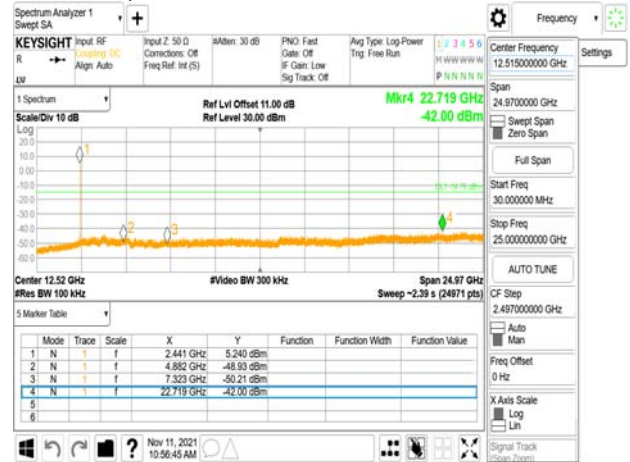 Spectrum Analyzer 1
Swept SA
Frequency
KEYSIGHT
R
Input: RF
Coupling: DC
Align: Auto
Input Z: 50 Ω
Corrections: Off
Freq Ref: Int (S)
#Atten: 30 dB
PNO: Fast
Gate: Off
IF Gain: Low
Sig Track: Off
Avg Type: Log-Power
Trig: Free Run
1 2 3 4 5 6
M W W W W W
P N N N N N
Center Frequency
12.515000000 GHz
Settings
Span
24.9700000 GHz
Swept Span
Zero Span
Full Span
Start Freq
30.000000 MHz
Stop Freq
25.000000000 GHz
AUTO TUNE
CF Step
2.497000000 GHz
Auto
Man
Freq Offset
0 Hz
X Axis Scale
Log
Lin
Signal Track
(Span Zoom)
1 Spectrum
Scale/Div 10 dB
Ref Lvl Offset 11.00 dB
Ref Level 30.00 dBm
Mkr4 22.719 GHz
-42.00 dBm
Log
20.0
10.0
0.00
-10.0
-20.0
-30.0
-40.0
-50.0
-60.0
1
2
3
4
Center 12.52 GHz
#Res BW 100 kHz
#Video BW 300 kHz
Span 24.97 GHz
Sweep ~2.39 s (24971 pts)
5 Marker Table
Mode Trace Scale X Y Function Function Width Function Value
1 N 1 f 2.441 GHz 5.240 dBm
2 N 1 f 4.882 GHz -48.93 dBm
3 N 1 f 7.323 GHz -50.21 dBm
4 N 1 f 22.719 GHz -42.00 dBm
5
6
?
Nov 11, 2021
10:56:45 AM